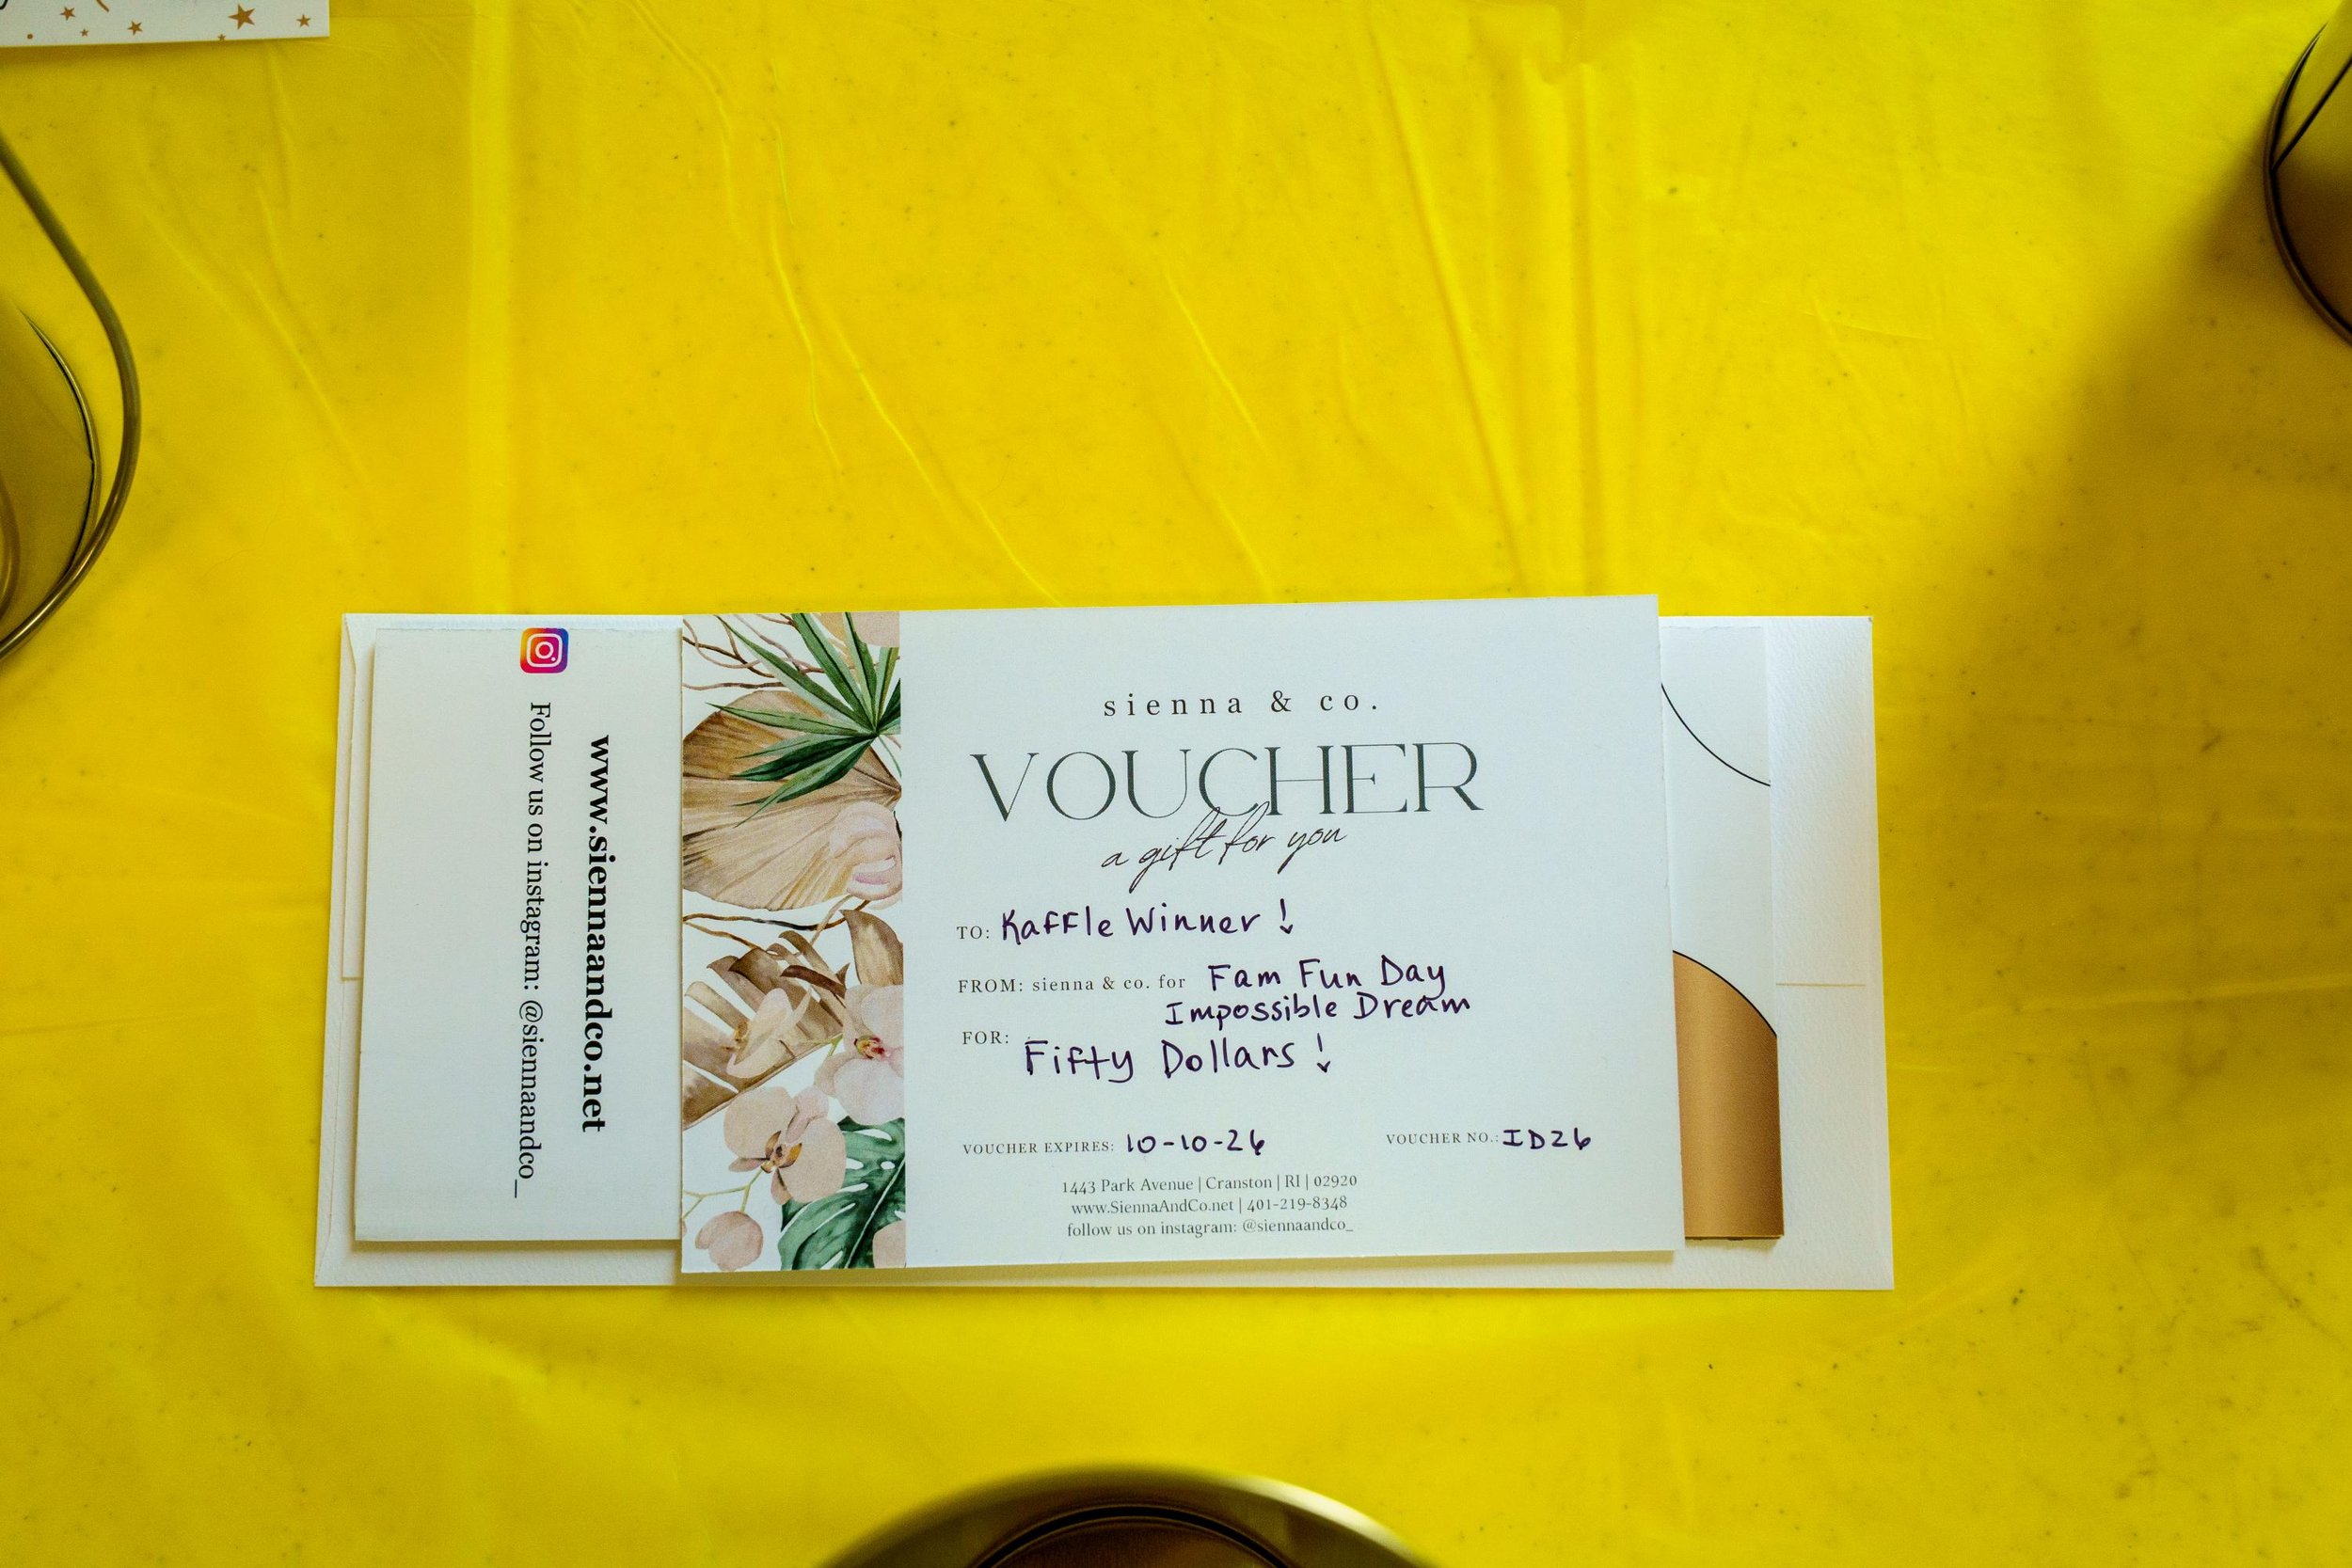 www.siennaandco.net
Follow us on instagram: @siennaandco_
sienna & co.
VOUCHER
a gift for you
TO: Raffle Winner!
FROM: sienna & co. for Fam Fun Day
Impossible Dream
FOR: Fifty Dollars!
VOUCHER EXPIRES: 10-10-26
VOUCHER NO.: ID26
1443 Park Avenue | Cranston | RI | 02920
www.SiennaAndCo.net | 401-219-8348
follow us on instagram: @siennaandco_